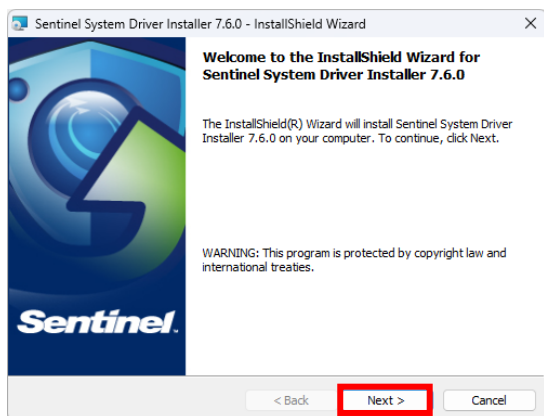 Sentinel System Driver Installer 7.6.0 - InstallShield Wizard
Welcome to the InstallShield Wizard for
Sentinel System Driver Installer 7.6.0
The InstallShield(R) Wizard will install Sentinel System Driver
Installer 7.6.0 on your computer. To continue, click Next.
WARNING: This program is protected by copyright law and
international treaties.
Sentinel.
< Back
Next >
Cancel